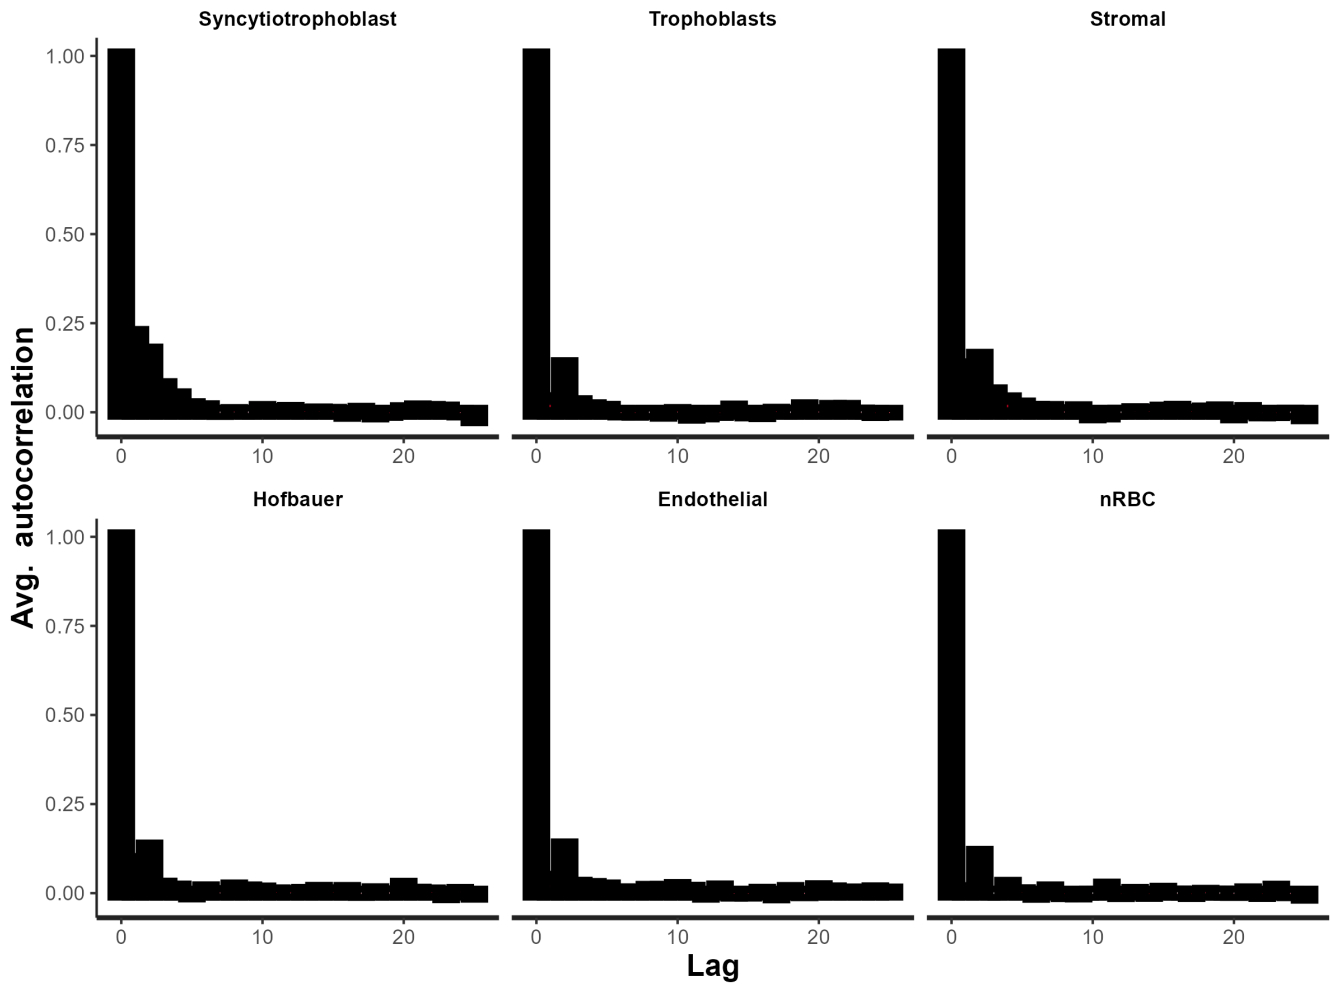 Syncytiotrophoblast Trophoblasts Stromal
1.00
0.75
0.50
0.25
0.00
0 10 20 0 10 20 0 10 20
Hofbauer Endothelial nRBC
1.00
0.75
0.50
0.25
0.00
0 10 20 0 10 20 0 10 20
Avg. autocorrelation
Lag